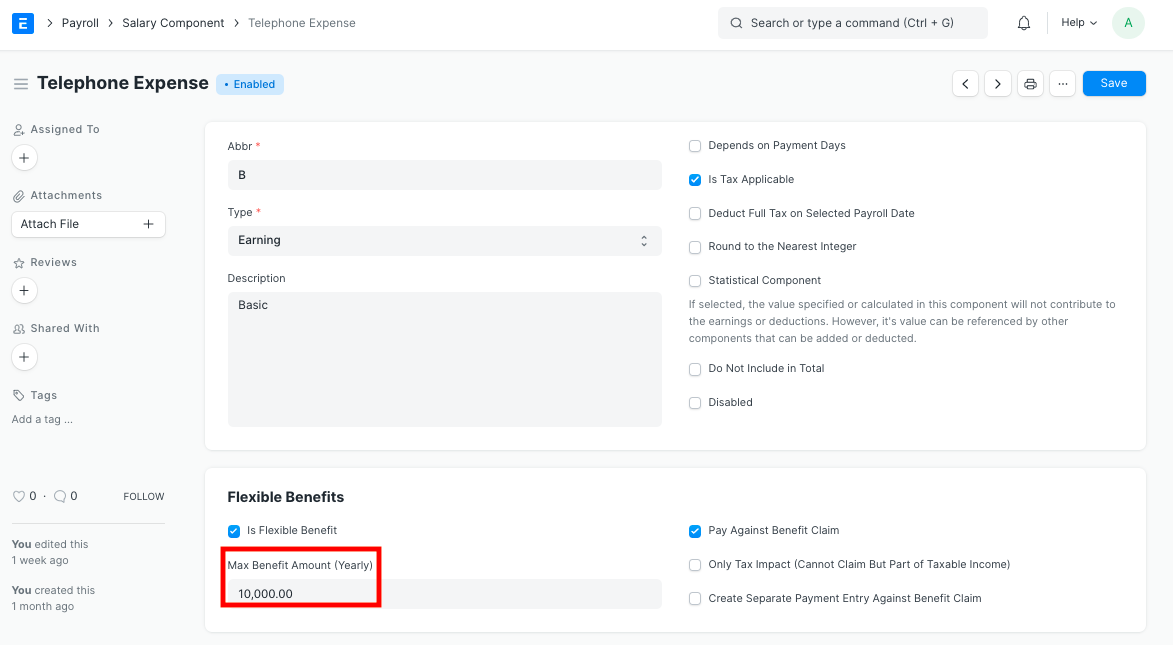 E
Payroll
Salary Component
Telephone Expense
Search or type a command (Ctrl + G)
Help
A
Telephone Expense
Enabled
...
Save
Assigned To
Attachments
Attach File
Reviews
Shared With
Tags
Add a tag ...
0 · 0
FOLLOW
You edited this
1 week ago
You created this
1 month ago
Abbr *
B
Type *
Earning
Description
Basic
Depends on Payment Days
Is Tax Applicable
Deduct Full Tax on Selected Payroll Date
Round to the Nearest Integer
Statistical Component
If selected, the value specified or calculated in this component will not contribute to
the earnings or deductions. However, it's value can be referenced by other
components that can be added or deducted.
Do Not Include in Total
Disabled
Flexible Benefits
Is Flexible Benefit
Max Benefit Amount (Yearly)
10,000.00
Pay Against Benefit Claim
Only Tax Impact (Cannot Claim But Part of Taxable Income)
Create Separate Payment Entry Against Benefit Claim